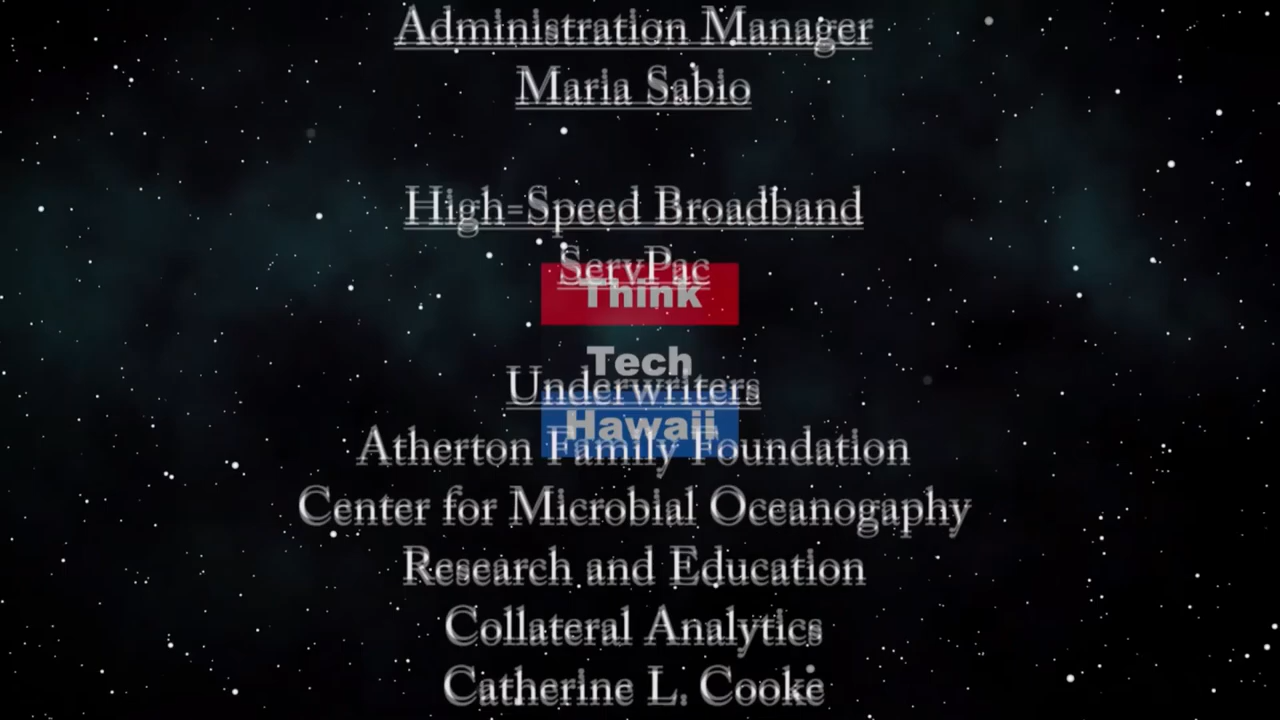 Administration Manager
Maria Sabio
High-Speed Broadband
ServPac
Think
Tech
Underwriters
Hawaii
Atherton Family Foundation
Center for Microbial Oceanogaphy
Research and Education
Collateral Analytics
Catherine L. Cooke